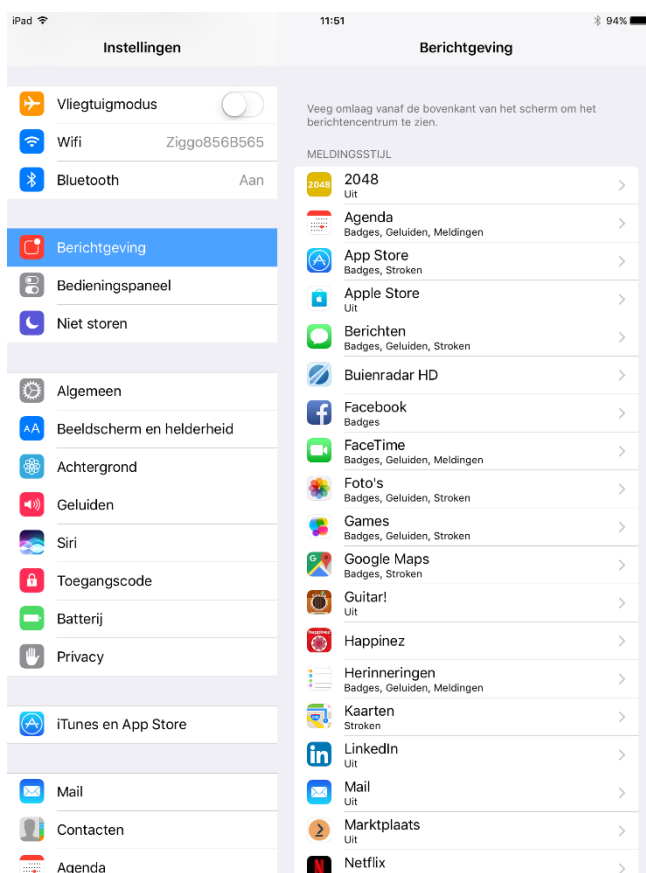 iPad
11:51
94%
Instellingen
Vliegtuigmodus
Wifi Ziggo856B565
Bluetooth Aan
Berichtgeving
Bedieningspaneel
Niet storen
Algemeen
AA Beeldscherm en helderheid
Achtergrond
Geluiden
Siri
Toegangscode
Batterij
Privacy
iTunes en App Store
Mail
Contacten
Agenda
Berichtgeving
Veeg omlaag vanaf de bovenkant van het scherm om het
berichtencentrum te zien.
MELDINGSSTIJL
2048 2048
Uit
Agenda
Badges, Geluiden, Meldingen
App Store
Badges, Stroken
Apple Store
Uit
Berichten
Badges, Geluiden, Stroken
Buienradar HD
Facebook
Badges
FaceTime
Badges, Geluiden, Meldingen
Foto's
Badges, Geluiden, Stroken
Games
Badges, Geluiden, Stroken
Google Maps
Badges, Stroken
Guitar!
Uit
happinez Happinez
Herinneringen
Badges, Geluiden, Meldingen
Kaarten
Stroken
in LinkedIn
Uit
Mail
Uit
Marktplaats
Uit
Netflix